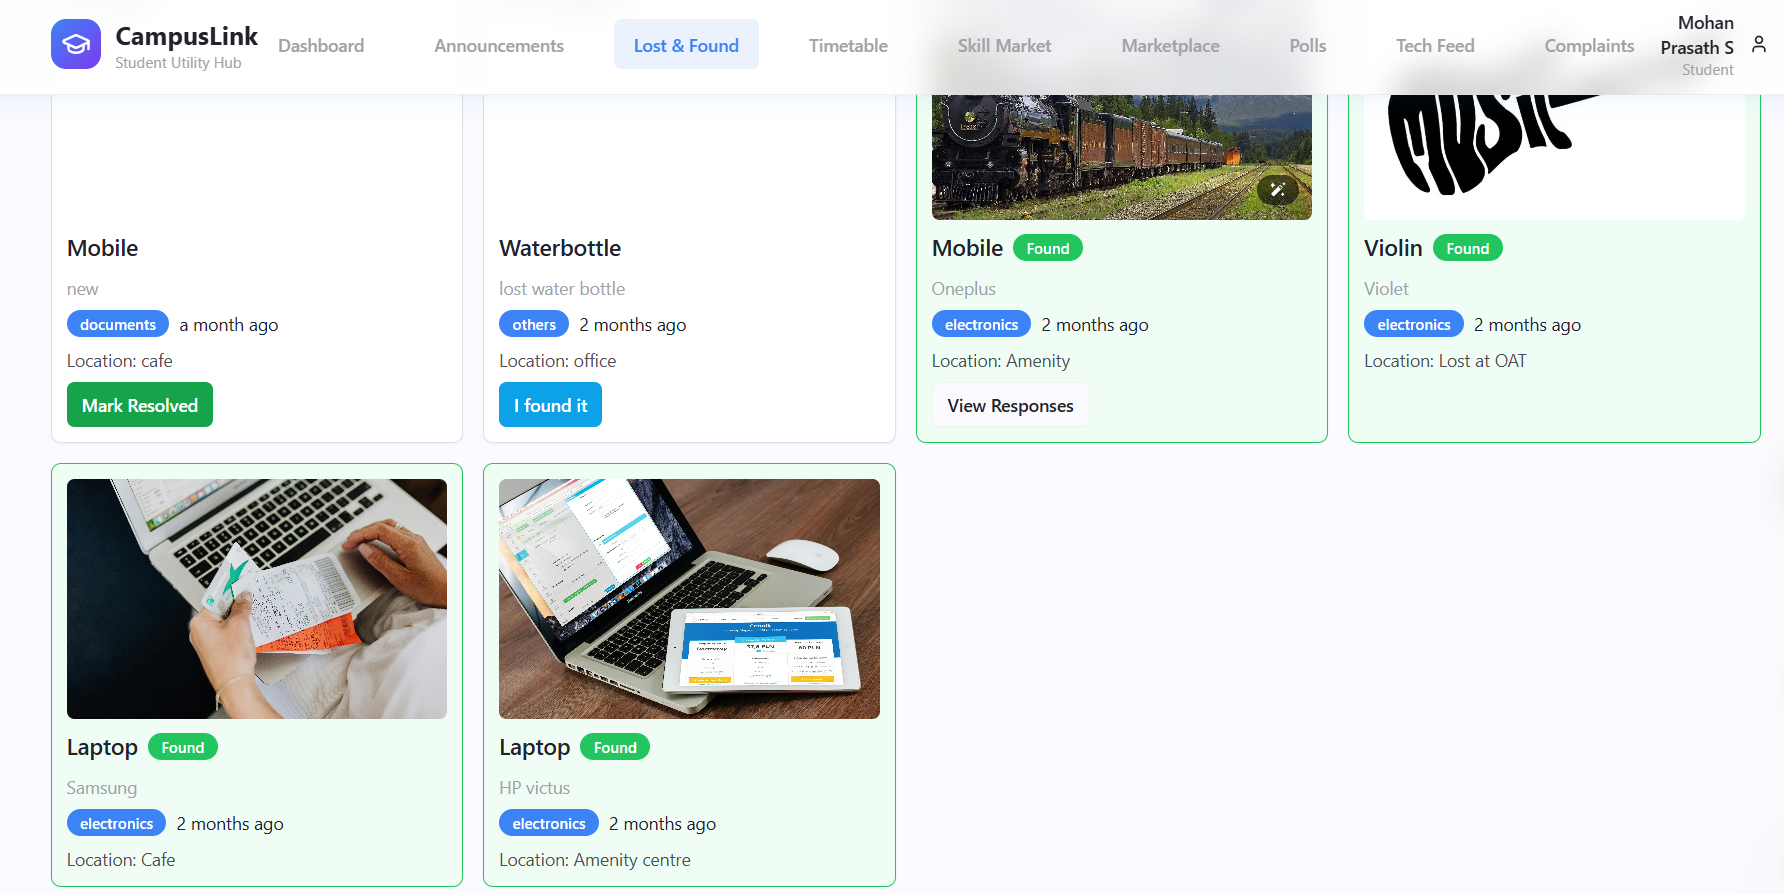 CampusLink
Student Utility Hub
Dashboard
Announcements
Lost & Found
Timetable
Skill Market
Marketplace
Polls
Tech Feed
Complaints
Mohan
Prasath S
Student
MUSIC
Mobile
new
documents a month ago
Location: cafe
Mark Resolved
Waterbottle
lost water bottle
others 2 months ago
Location: office
I found it
Mobile Found
Oneplus
electronics 2 months ago
Location: Amenity
View Responses
Violin Found
Violet
electronics 2 months ago
Location: Lost at OAT
Laptop Found
Samsung
electronics 2 months ago
Location: Cafe
Cennik
Laptop Found
HP victus
electronics 2 months ago
Location: Amenity centre